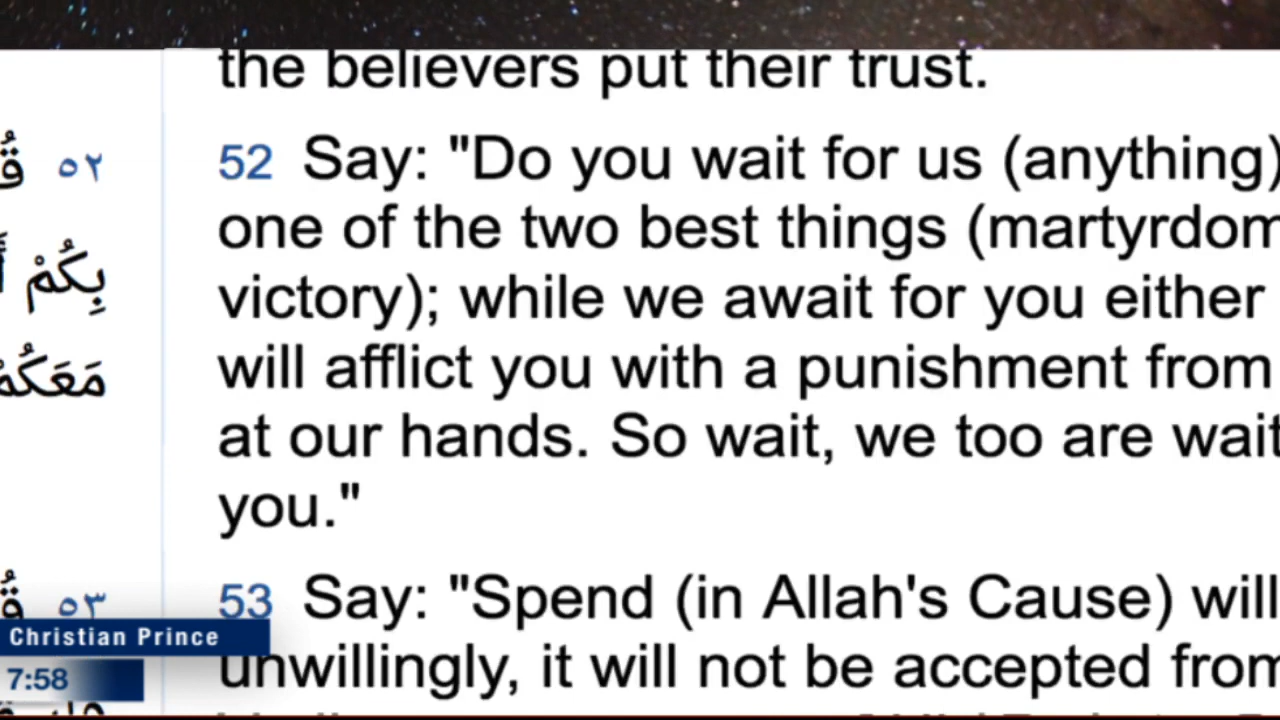 the believers put their trust.
52 Say: "Do you wait for us (anything)
one of the two best things (martyrdom
victory); while we await for you either
will afflict you with a punishment from
at our hands. So wait, we too are wait
you."
53 Say: "Spend (in Allah's Cause) will
unwillingly, it will not be accepted from
٥٢
بِكُمْ
مَعَكُمْ
٥٣
Christian Prince
7:58